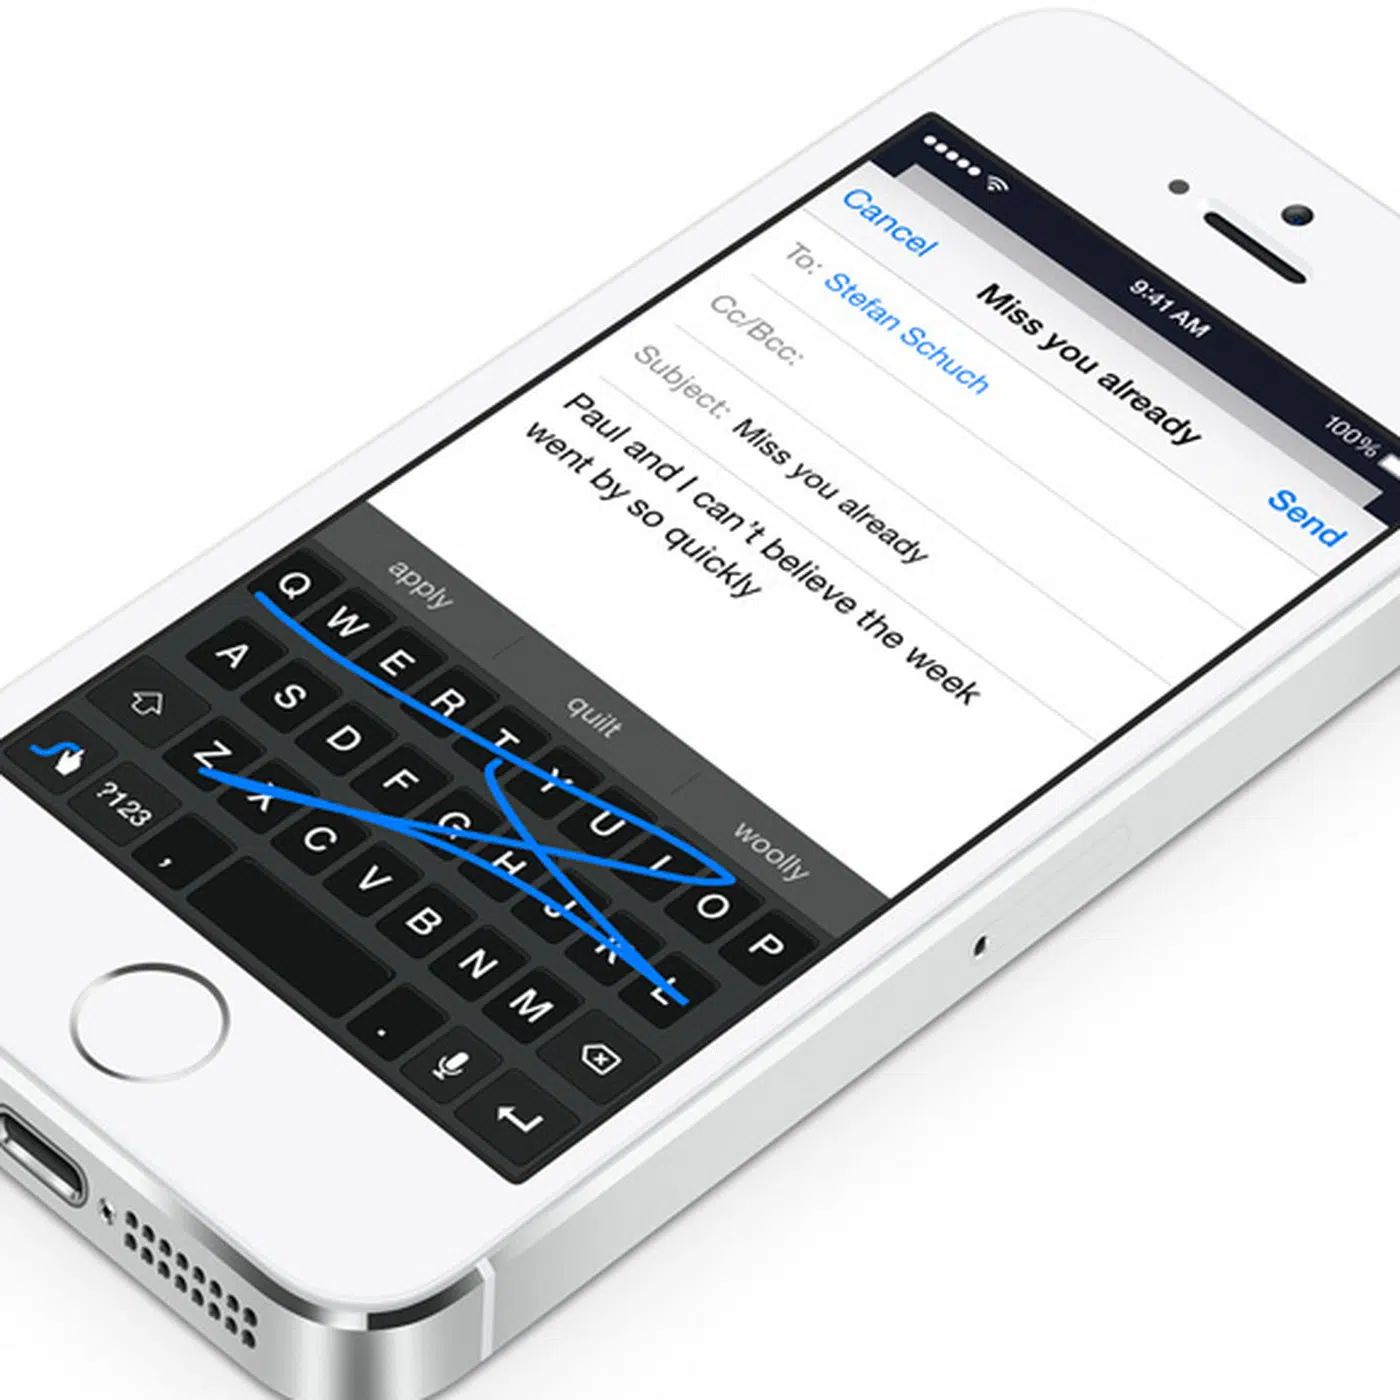 9:41 AM
100%
Cancel
Miss you already
Send
To: Stefan Schuch
Cc/Bcc:
Subject: Miss you already
Paul and I can't believe the week
went by so quickly
apply
quilt
woolly
Q W E R T Y U I O P
A S D F G H J K L
Z X C V B N M
?123 , .